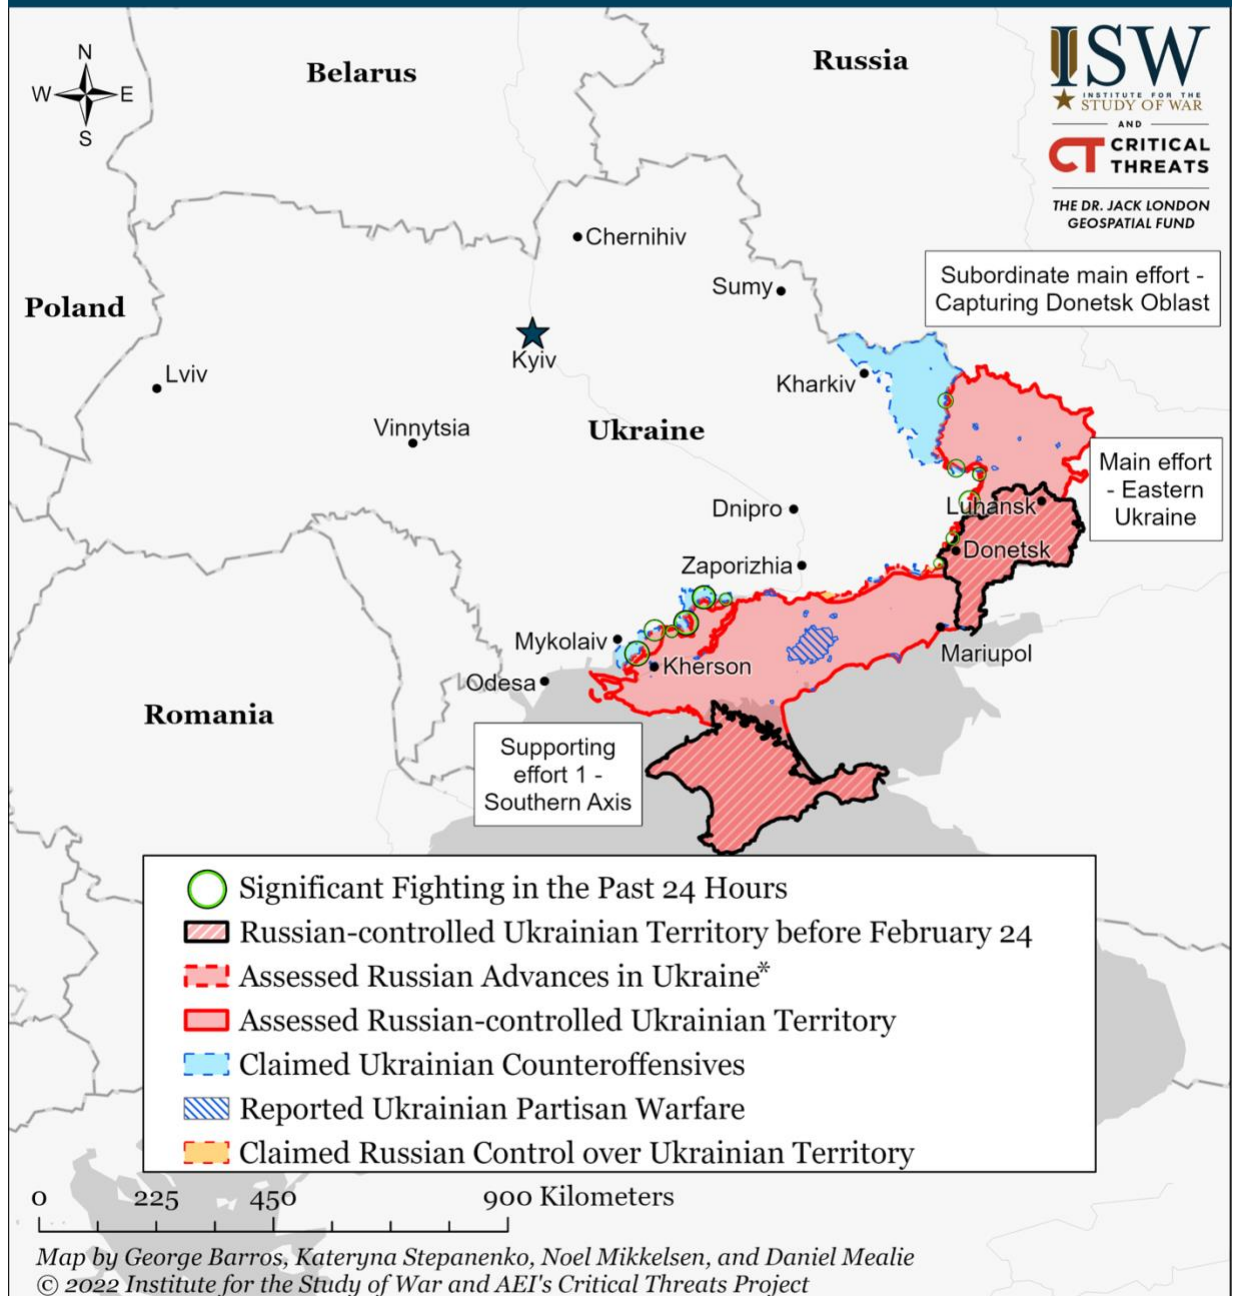 N
W
E
S
Belarus
Russia
ISW
INSTITUTE FOR THE
STUDY OF WAR
AND
CT CRITICAL
THREATS
THE DR. JACK LONDON
GEOSPATIAL FUND
Chernihiv
Subordinate main effort -
Capturing Donetsk Oblast
Sumy
Poland
Kyiv
Lviv
Kharkiv
Vinnytsia
Ukraine
Main effort
- Eastern
Ukraine
Luhansk
Dnipro
Donetsk
Zaporizhia
Mykolaiv
Mariupol
Kherson
Odesa
Romania
Supporting
effort 1 -
Southern Axis
Significant Fighting in the Past 24 Hours
Russian-controlled Ukrainian Territory before February 24
Assessed Russian Advances in Ukraine*
Assessed Russian-controlled Ukrainian Territory
Claimed Ukrainian Counteroffensives
Reported Ukrainian Partisan Warfare
Claimed Russian Control over Ukrainian Territory
0 225 450 900 Kilometers
Map by George Barros, Kateryna Stepanenko, Noel Mikkelsen, and Daniel Mealie
© 2022 Institute for the Study of War and AEI's Critical Threats Project